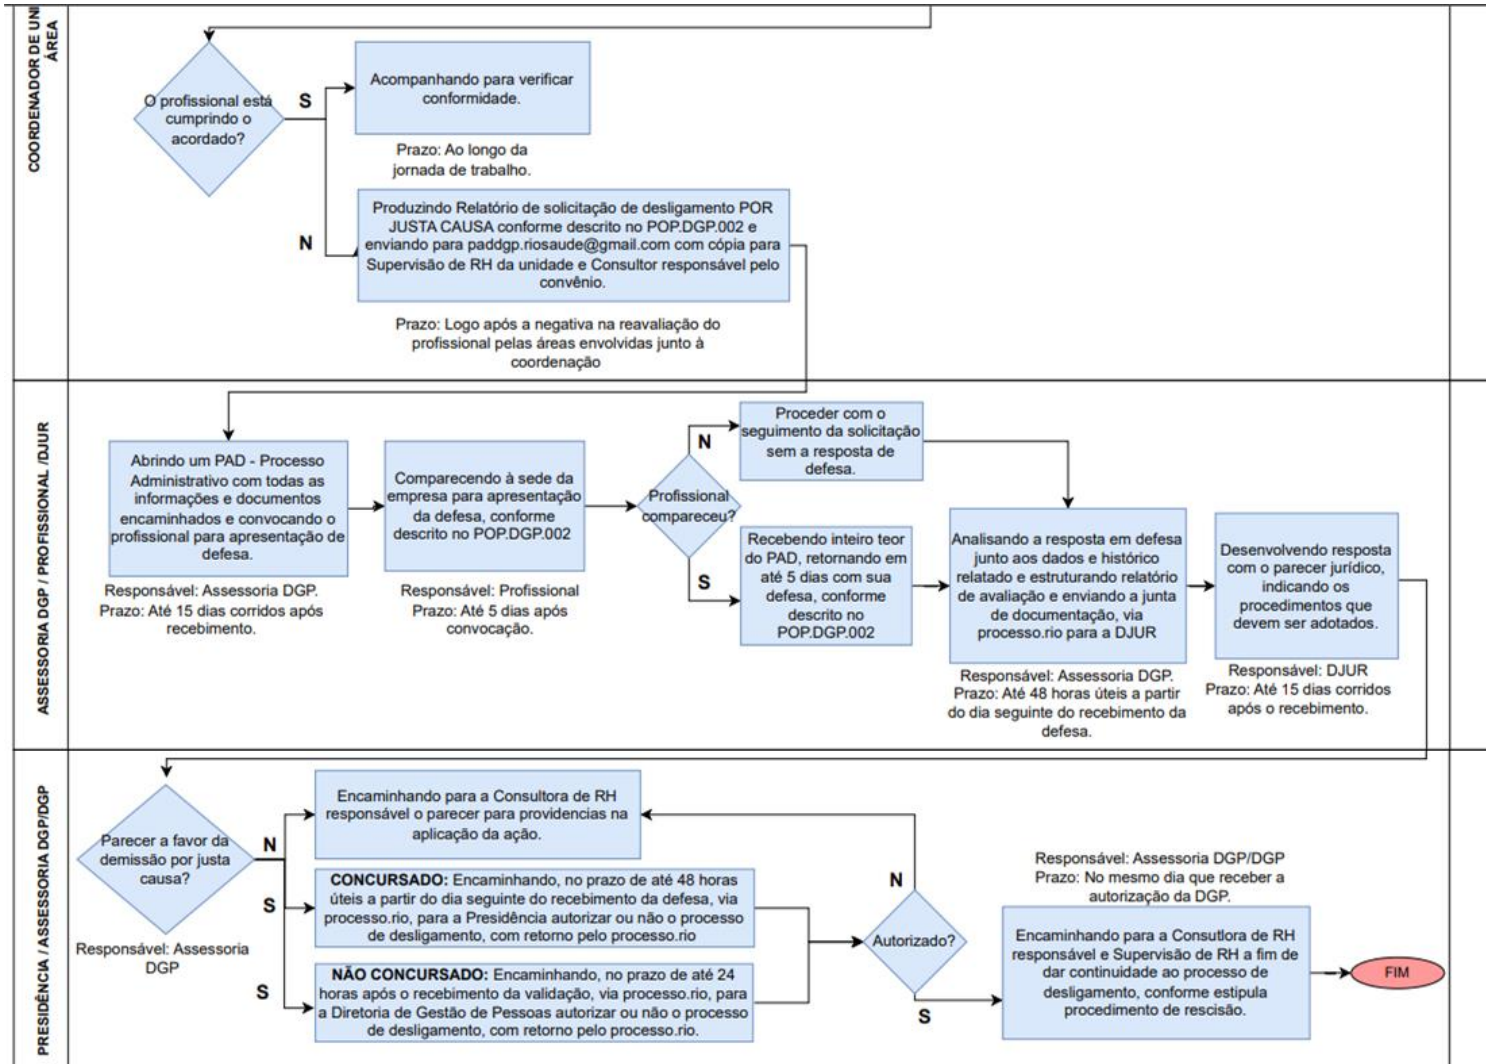 COORDENADOR DE UNI
ÁREA
O profissional está
cumprindo o
acordado?
S
N
Acompanhando para verificar
conformidade.
Prazo: Ao longo da
jornada de trabalho.
Produzindo Relatório de solicitação de desligamento POR
JUSTA CAUSA conforme descrito no POP.DGP.002 e
enviando para paddgp.riosaude@gmail.com com cópia para
Supervisão de RH da unidade e Consultor responsável pelo
convênio.
Prazo: Logo após a negativa na reavaliação do
profissional pelas áreas envolvidas junto à
coordenação
ASSESSORIA DGP / PROFISSIONAL /DJUR
Abrindo um PAD - Processo
Administrativo com todas as
informações e documentos
encaminhados e convocando o
profissional para apresentação de
defesa.
Responsável: Assessoria DGP.
Prazo: Até 15 dias corridos após
recebimento.
Comparecendo à sede da
empresa para apresentação
da defesa, conforme
descrito no POP.DGP.002
Responsável: Profissional
Prazo: Até 5 dias após
convocação.
Profissional
compareceu?
N
S
Proceder com o
seguimento da solicitação
sem a resposta de
defesa.
Recebendo inteiro teor
do PAD, retornando em
até 5 dias com sua
defesa, conforme
descrito no
POP.DGP.002
Analisando a resposta em defesa
junto aos dados e histórico
relatado e estruturando relatório
de avaliação e enviando a junta
de documentação, via
processo.rio para a DJUR
Responsável: Assessoria DGP.
Prazo: Até 48 horas úteis a partir
do dia seguinte do recebimento da
defesa.
Desenvolvendo resposta
com o parecer jurídico,
indicando os
procedimentos que
devem ser adotados.
Responsável: DJUR
Prazo: Até 15 dias corridos
após o recebimento.
PRESIDÊNCIA / ASSESSORIA DGP/DGP
Parecer a favor da
demissão por justa
causa?
Responsável: Assessoria
DGP
N
S
S
Encaminhando para a Consultora de RH
responsável o parecer para providencias na
aplicação da ação.
CONCURSADO: Encaminhando, no prazo de até 48 horas
úteis a partir do dia seguinte do recebimento da defesa, via
processo.rio, para a Presidência autorizar ou não o processo
de desligamento, com retorno pelo processo.rio
NÃO CONCURSADO: Encaminhando, no prazo de até 24
horas após o recebimento da validação, via processo.rio, para
a Diretoria de Gestão de Pessoas autorizar ou não o processo
de desligamento, com retorno pelo processo.rio.
Autorizado?
N
S
Responsável: Assessoria DGP/DGP
Prazo: No mesmo dia que receber a
autorização da DGP.
Encaminhando para a Consutlora de RH
responsável e Supervisão de RH a fim de
dar continuidade ao processo de
desligamento, conforme estipula
procedimento de rescisão.
FIM